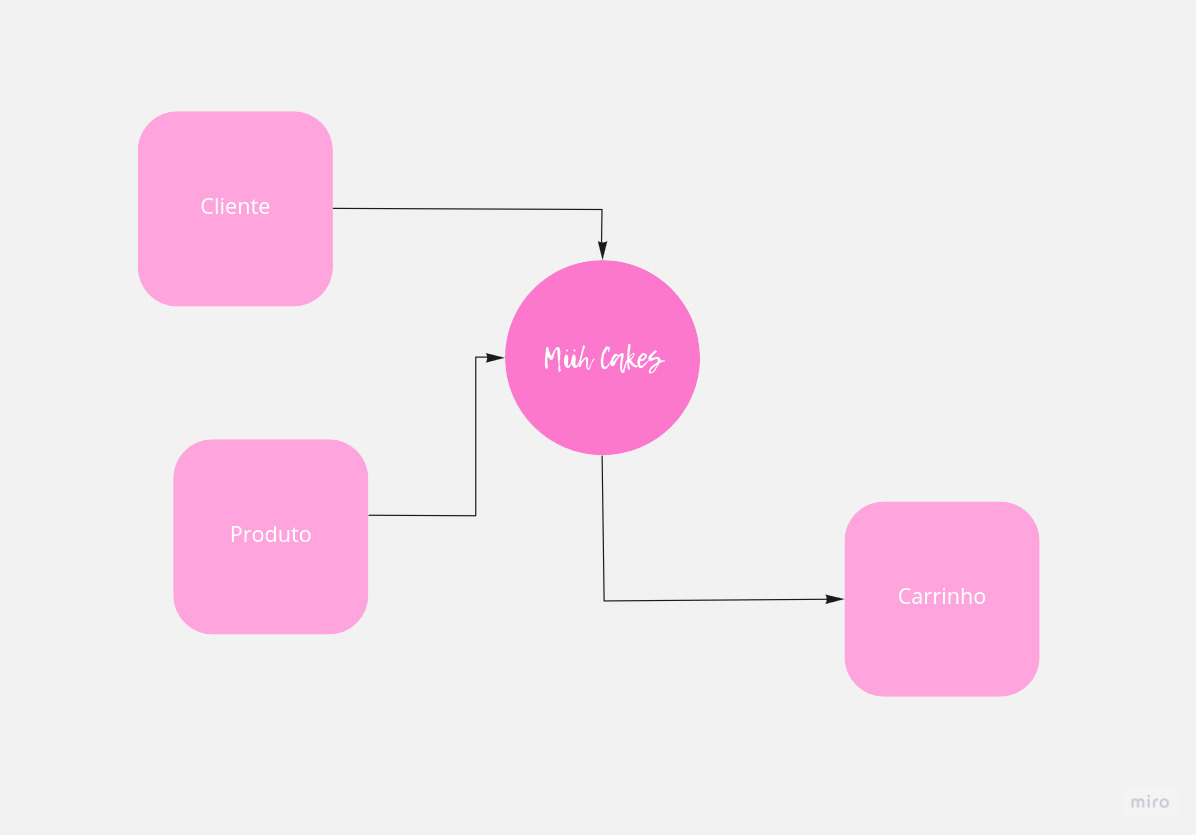 Cliente
Miih Cakes
Produto
Carrinho
miro